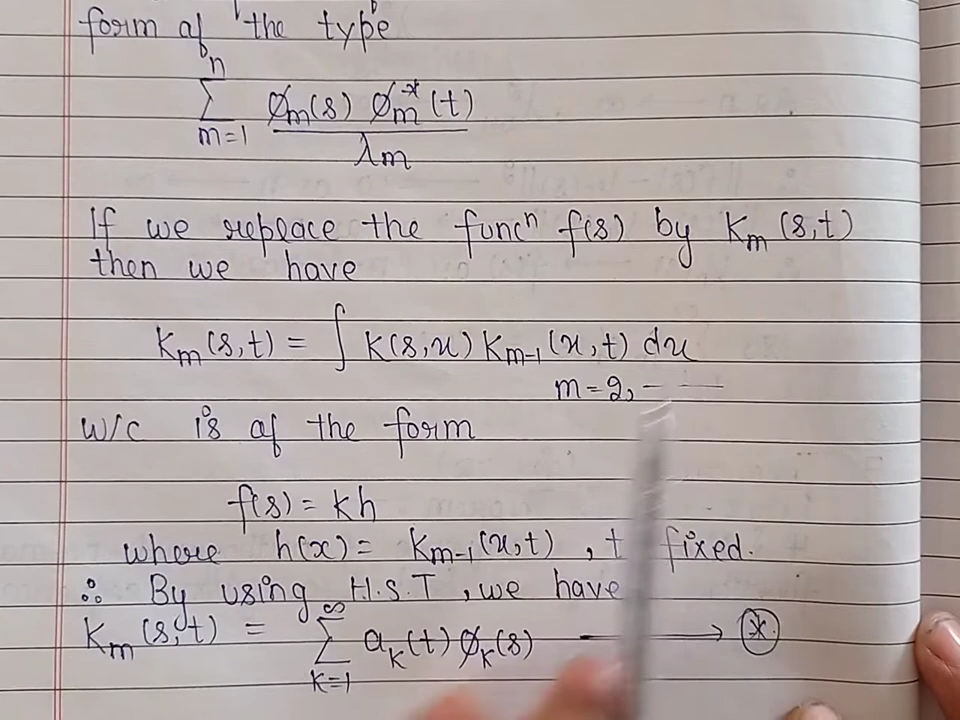 form of the type
n
∑ ϕm(s) ϕm*(t)
m=1 λm
If we replace the funcⁿ f(s) by Km (s,t)
then we have
Km(s,t) = ∫ K(s,x) Km-1 (x,t) dx
m=2, — —
w/c is of the form
f(s) = kh
where h(x) = Km-1(x,t) , t fixed.
∴ By using H.S.T , we have
Km (s,t) = ∞ ∑ k=1 ak(t) ϕk(s) → (*)